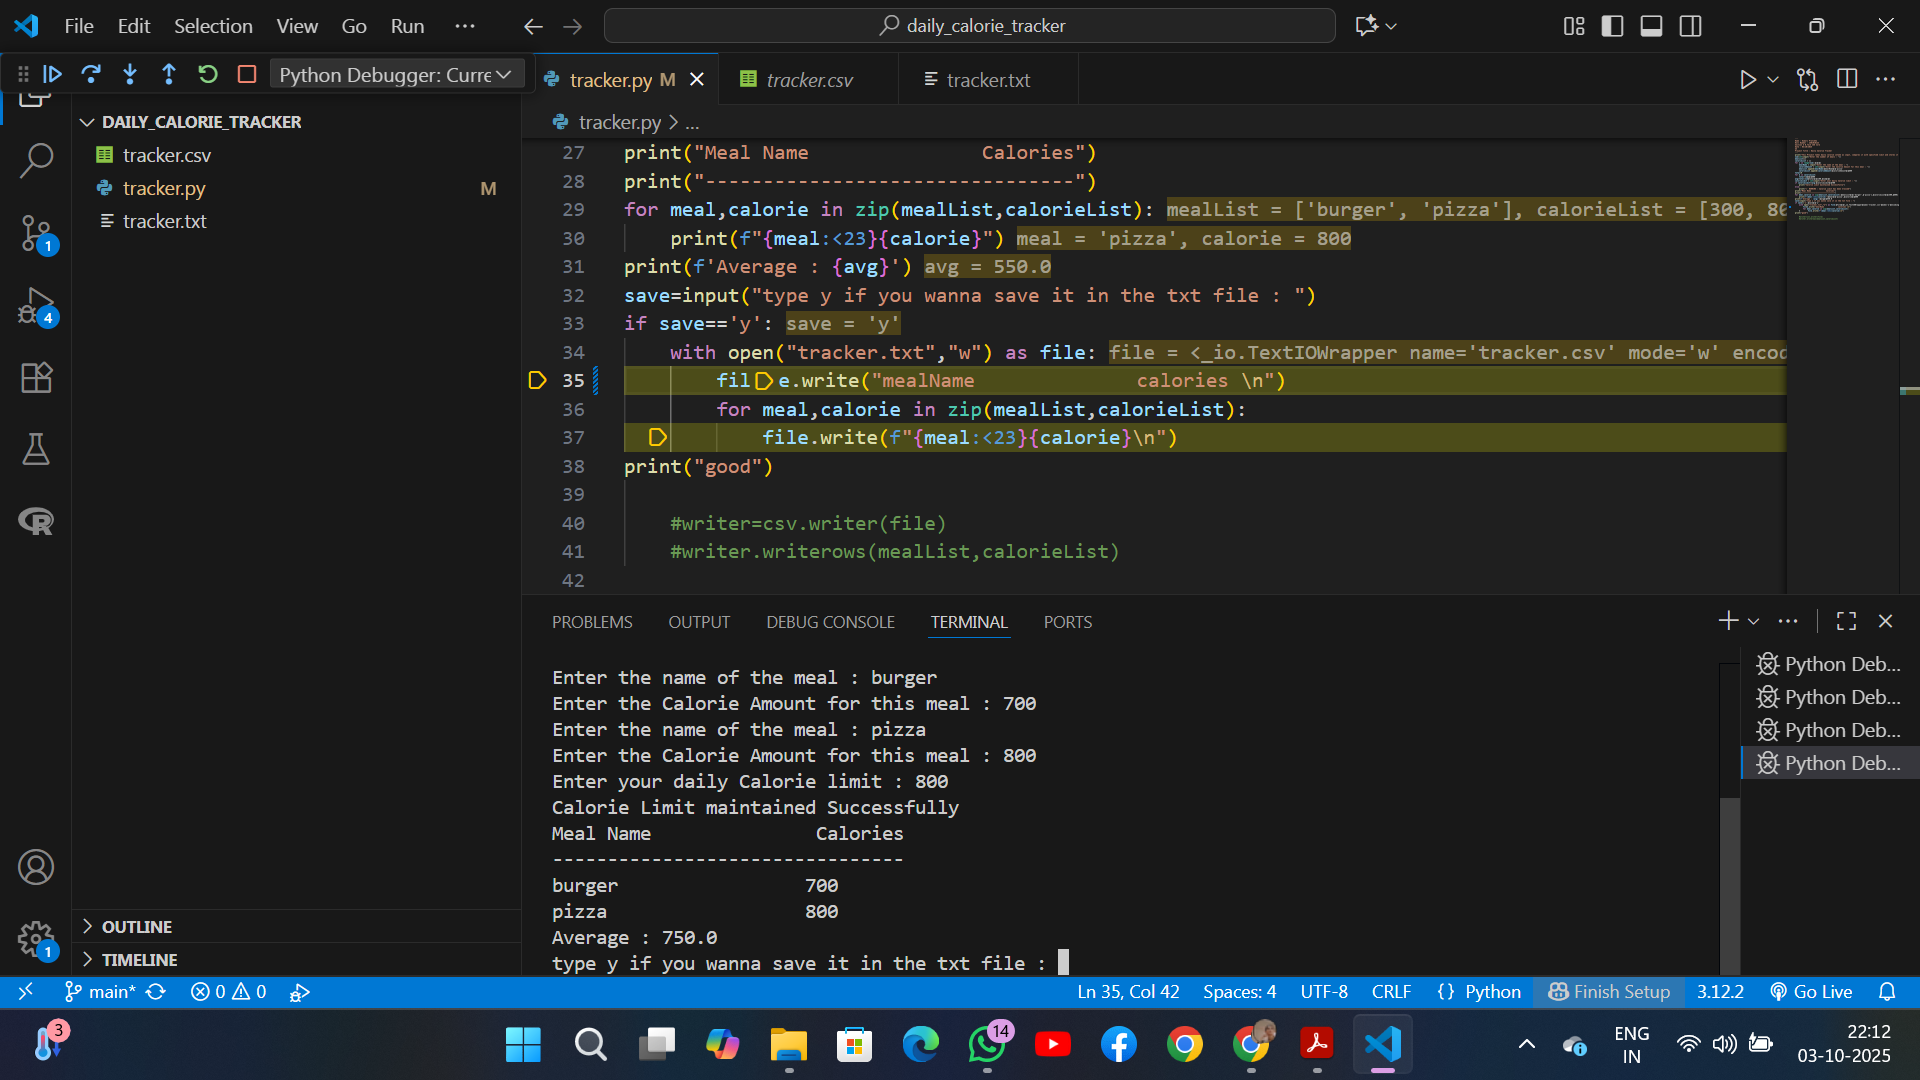 File Edit Selection View Go Run ... daily_calorie_tracker
Python Debugger: Curre tracker.py M tracker.csv tracker.txt
DAILY_CALORIE_TRACKER
tracker.csv
tracker.py M
tracker.txt
1
4
tracker.py > ...
27 print("Meal Name                Calories")
28 print("--------------------------------")
29 for meal,calorie in zip(mealList,calorieList): mealList = ['burger', 'pizza'], calorieList = [300, 80
30     print(f"{meal:<23}{calorie}") meal = 'pizza', calorie = 800
31 print(f'Average : {avg}') avg = 550.0
32 save=input("type y if you wanna save it in the txt file : ")
33 if save=='y': save = 'y'
34     with open("tracker.txt","w") as file: file = <_io.TextIOWrapper name='tracker.csv' mode='w' encod
35         file.write("mealName               calories \n")
36         for meal,calorie in zip(mealList,calorieList):
37             file.write(f"{meal:<23}{calorie}\n")
38 print("good")
39
40     #writer=csv.writer(file)
41     #writer.writerows(mealList,calorieList)
42
PROBLEMS OUTPUT DEBUG CONSOLE TERMINAL PORTS
Enter the name of the meal : burger
Enter the Calorie Amount for this meal : 700
Enter the name of the meal : pizza
Enter the Calorie Amount for this meal : 800
Enter your daily Calorie limit : 800
Calorie Limit maintained Successfully
Meal Name               Calories
--------------------------------
burger                 700
pizza                  800
Average : 750.0
type y if you wanna save it in the txt file :
Python Deb...
Python Deb...
Python Deb...
Python Deb...
OUTLINE
TIMELINE
1
main* 0 0 Ln 35, Col 42 Spaces: 4 UTF-8 CRLF {} Python Finish Setup 3.12.2 Go Live
3
14
ENG
IN
22:12
03-10-2025